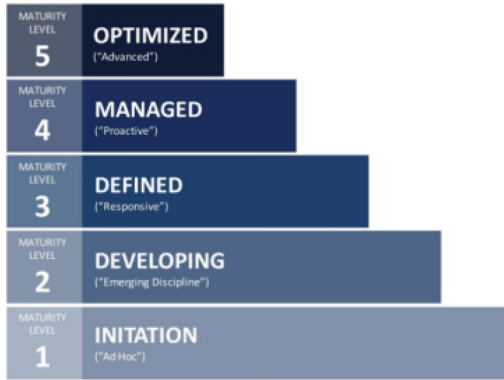 MATURITY
LEVEL
5
OPTIMIZED
("Advanced")
MATURITY
LEVEL
4
MANAGED
("Proactive")
MATURITY
LEVEL
3
DEFINED
("Responsive")
MATURITY
LEVEL
2
DEVELOPING
("Emerging Discipline")
MATURITY
LEVEL
1
INITATION
("Ad Hoc")